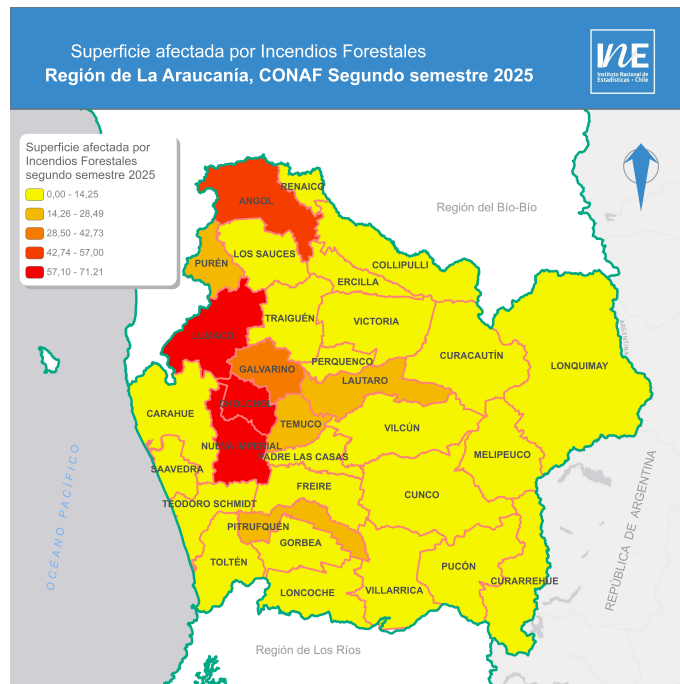 Superficie afectada por Incendios Forestales
Región de La Araucanía, CONAF Segundo semestre 2025
INE
Instituto Nacional de
Estadísticas • Chile
Superficie afectada por
Incendios Forestales
segundo semestre 2025
0,00 - 14,25
14,26 - 28,49
28,50 - 42,73
42,74 - 57,00
57,10 - 71,21
RENAICO
ANGOL
Región del Bío-Bío
LOS SAUCES
PURÉN
COLLIPULLI
ERCILLA
TRAIGUÉN
VICTORIA
ARGENTINA
LUMACO
CURACAUTÍN
PERQUENCO
LONQUIMAY
GALVARINO
LAUTARO
CHOLCHOL
CARAHUE
TEMUCO
VILCÚN
NUEVA IMPERIAL
PADRE LAS CASAS
MELIPEUCO
SAAVEDRA
FREIRE
CUNCO
TEODORO SCHMIDT
OCÉANO PACÍFICO
REPÚBLICA DE ARGENTINA
PITRUFQUÉN
GORBEA
TOLTÉN
PUCÓN
CURARREHUE
LONCOCHE
VILLARRICA
Región de Los Ríos